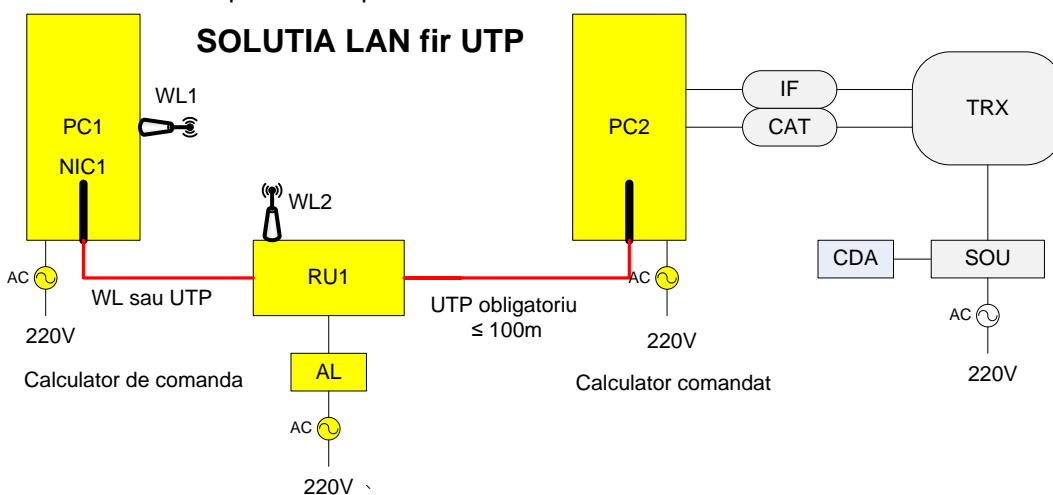 SOLUTIA LAN fir UTP
WL1
PC1
NIC1
WL2
PC2
IF
CAT
TRX
AC
WL sau UTP
RU1
UTP obligatoriu
≤ 100m
AC
CDA
SOU
AC
220V
220V
220V
Calculator de comanda
AL
Calculator comandat
AC
220V